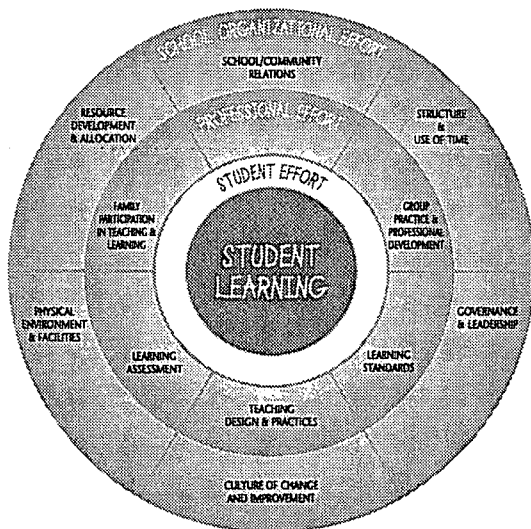 SCHOOL ORGANIZATIONAL EFFORT
SCHOOL/COMMUNITY
RELATIONS
RESOURCE
DEVELOPMENT
& ALLOCATION
STRUCTURE
&
USE OF TIME
PROFESSIONAL EFFORT
STUDENT EFFORT
FAMILY
PARTICIPATION
IN TEACHING &
LEARNING
GROUP
PRACTICE &
PROFESSIONAL
DEVELOPMENT
STUDENT
LEARNING
PHYSICAL
ENVIRONMENT
& FACILITIES
GOVERNANCE
& LEADERSHIP
LEARNING
ASSESSMENT
LEARNING
STANDARDS
TEACHING
DESIGN & PRACTICES
CULTURE OF CHANGE
AND IMPROVEMENT